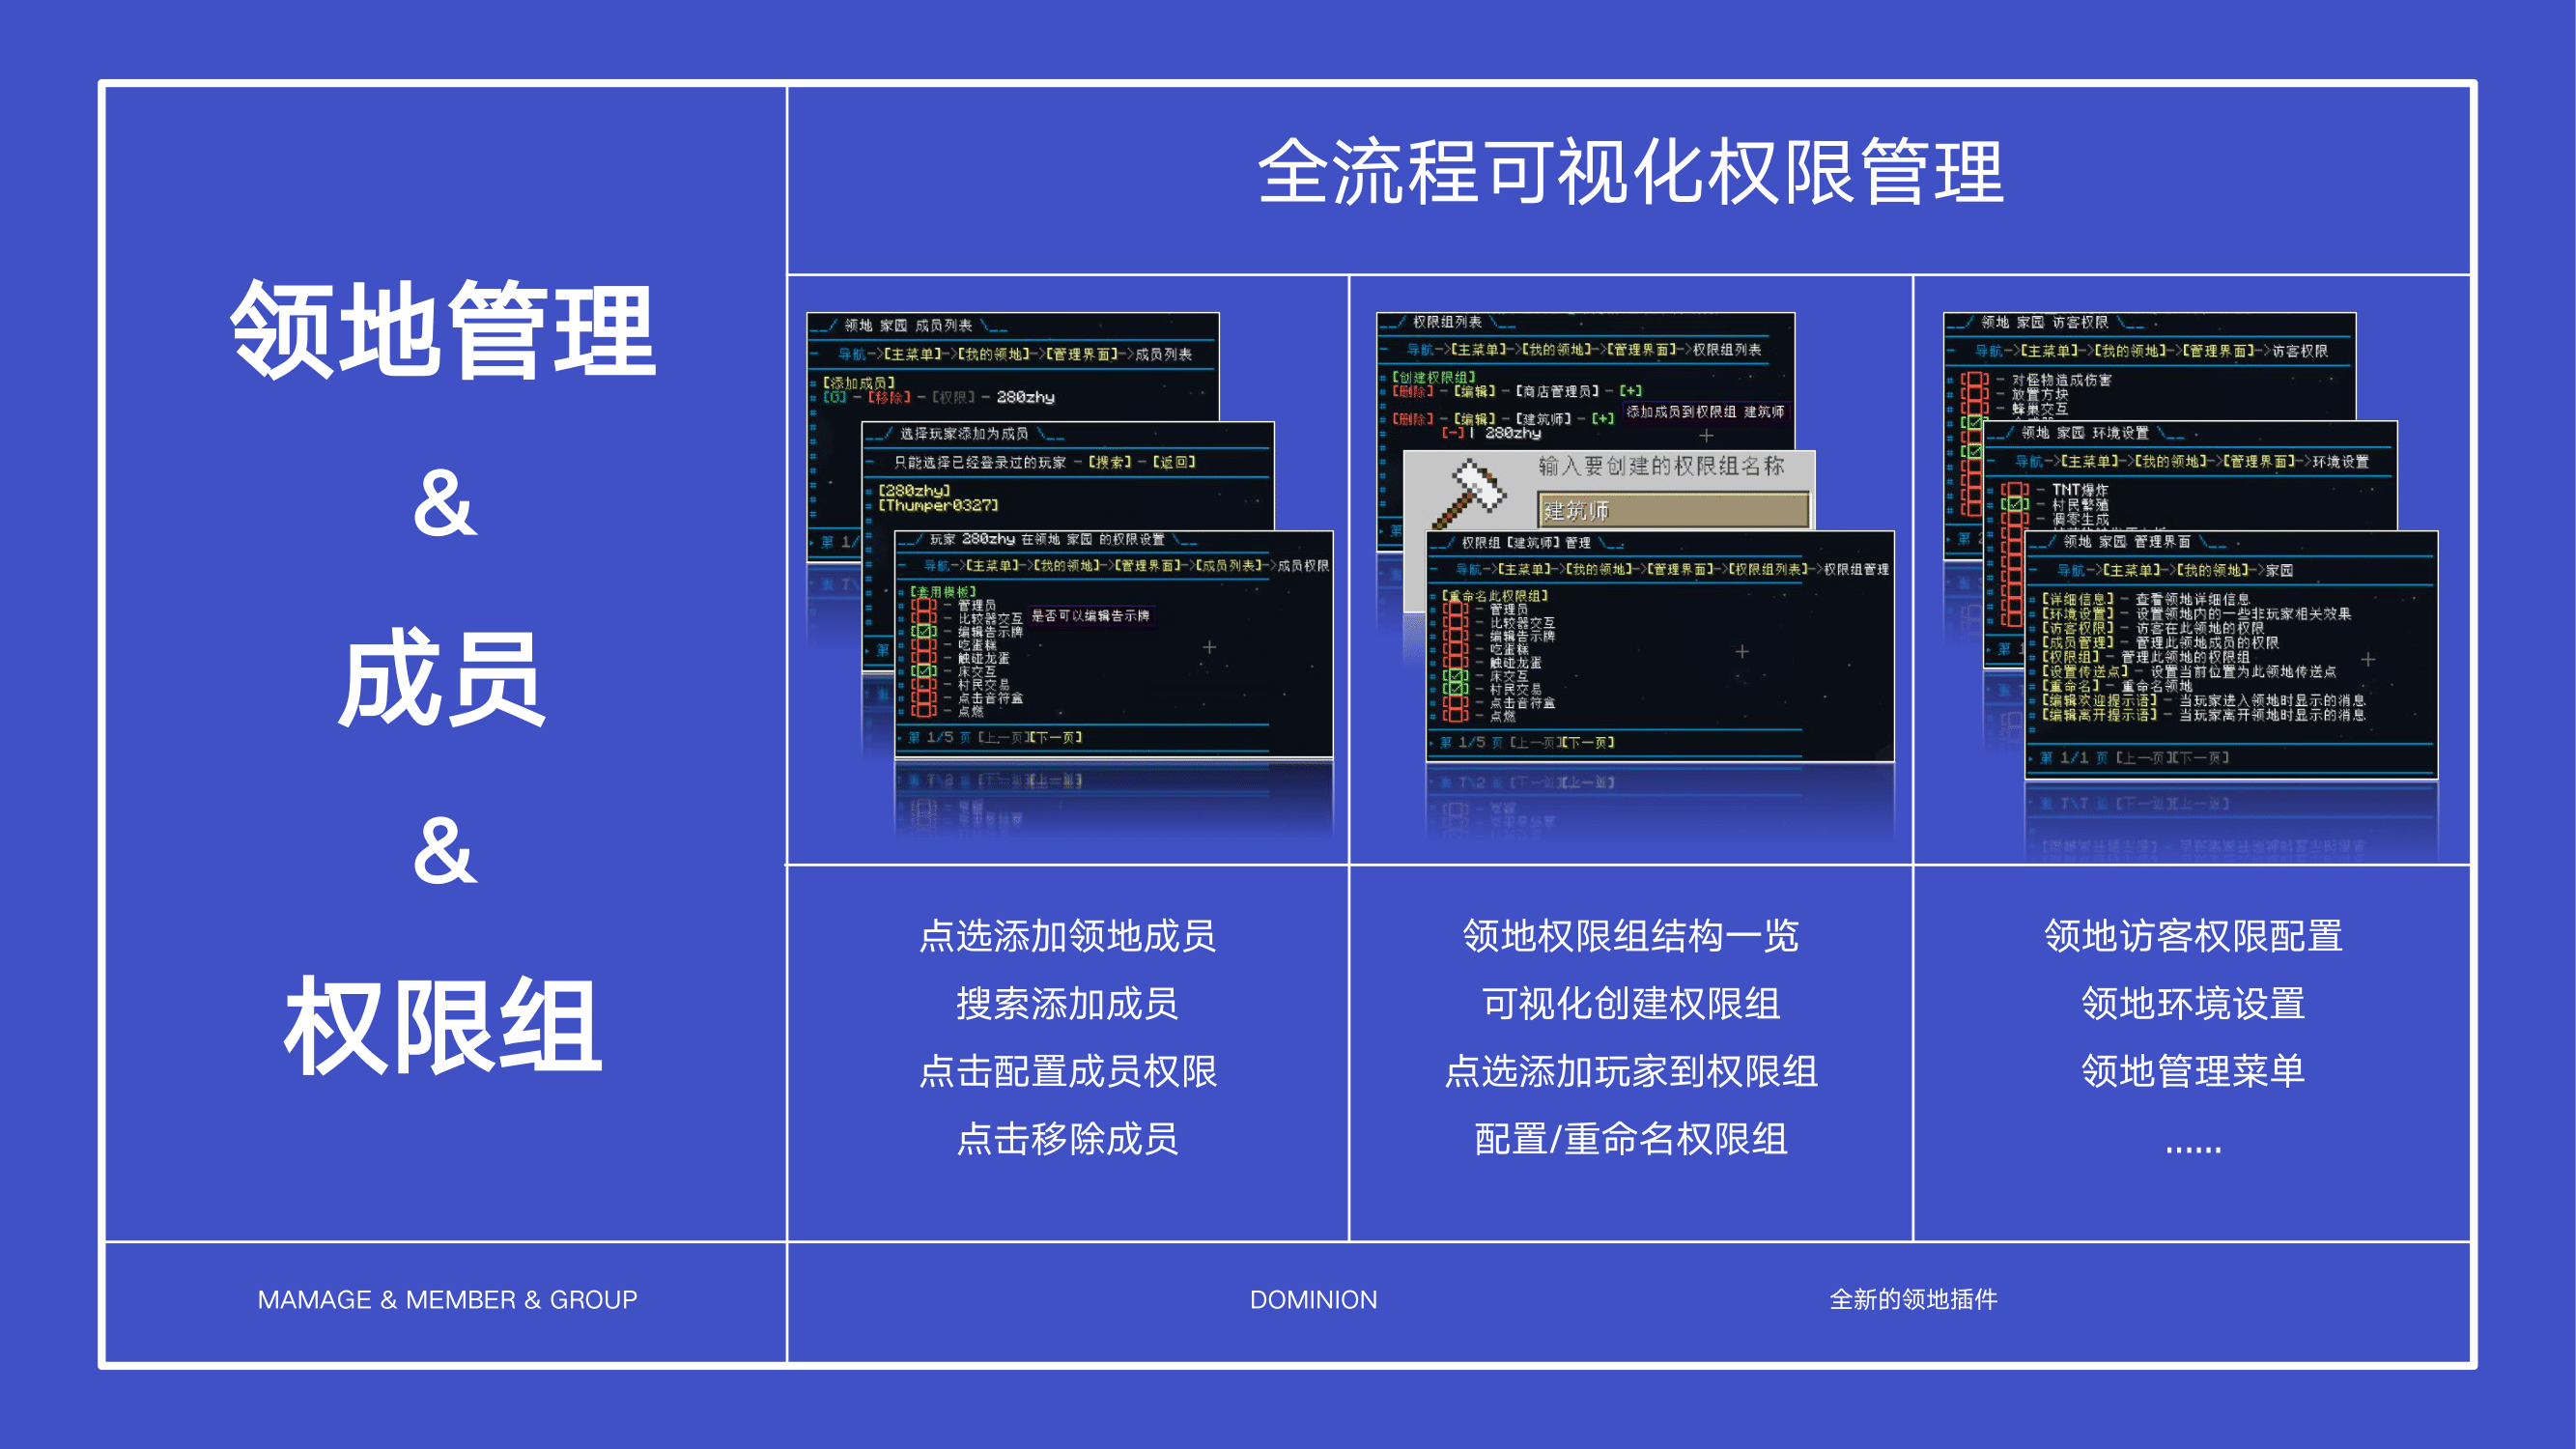 领地管理
&
成员
&
权限组
全流程可视化权限管理
__/ 领地 家园 成员列表 \__
导航->[主菜单]->[我的领地]->[管理界面]->成员列表
[添加成员]
[G] - [移除] - [权限] - 280zhy
第 1/
__/ 选择玩家添加为成员 \__
只能选择已经登录过的玩家 - [搜索] - [返回]
[280zhy]
[Thumper0327]
第
__/ 玩家 280zhy 在领地 家园 的权限设置 \__
导航->[主菜单]->[我的领地]->[管理界面]->[成员列表]->成员权限
[套用模板]
- 管理员
- 比较器交互
是否可以编辑告示牌
- 编辑告示牌
- 吃蛋糕
- 触碰龙蛋
- 床交互
- 村民交易
- 点击音符盒
- 点燃
第 1/5 页 [上一页][下一页]
__/ 权限组列表 \__
导航->[主菜单]->[我的领地]->[管理界面]->权限组列表
[创建权限组]
[删除] - [编辑] - [商店管理员] - [+]
添加成员到权限组 建筑师
[删除] - [编辑] - [建筑师] - [+]
[-] | 280zhy
第
输入要创建的权限组名称
建筑师
__/ 权限组 [建筑师] 管理 \__
导航->[主菜单]->[我的领地]->[管理界面]->[权限组列表]->权限组管理
[重命名此权限组]
- 管理员
- 比较器交互
- 编辑告示牌
- 吃蛋糕
- 触碰龙蛋
- 床交互
- 村民交易
- 点击音符盒
- 点燃
第 1/5 页 [上一页][下一页]
__/ 领地 家园 访客权限 \__
导航->[主菜单]->[我的领地]->[管理界面]->访客权限
- 对怪物造成伤害
- 放置方块
- 蜂巢交互
第 2
__/ 领地 家园 环境设置 \__
导航->[主菜单]->[我的领地]->[管理界面]->环境设置
- TNT爆炸
- 村民繁殖
- 凋零生成
第 1
__/ 领地 家园 管理界面 \__
导航->[主菜单]->[我的领地]->家园
[详细信息] - 查看领地详细信息
[环境设置] - 设置领地内的一些非玩家相关效果
[访客权限] - 访客在此领地的权限
[成员管理] - 管理此领地成员的权限
[权限组] - 管理此领地的权限组
[设置传送点] - 设置当前位置为此领地传送点
[重命名] - 重命名领地
[编辑欢迎提示语] - 当玩家进入领地时显示的消息
[编辑离开提示语] - 当玩家离开领地时显示的消息
第 1/1 页 [上一页][下一页]
点选添加领地成员
搜索添加成员
点击配置成员权限
点击移除成员
领地权限组结构一览
可视化创建权限组
点选添加玩家到权限组
配置/重命名权限组
领地访客权限配置
领地环境设置
领地管理菜单
......
MAMAGE & MEMBER & GROUP
DOMINION
全新的领地插件